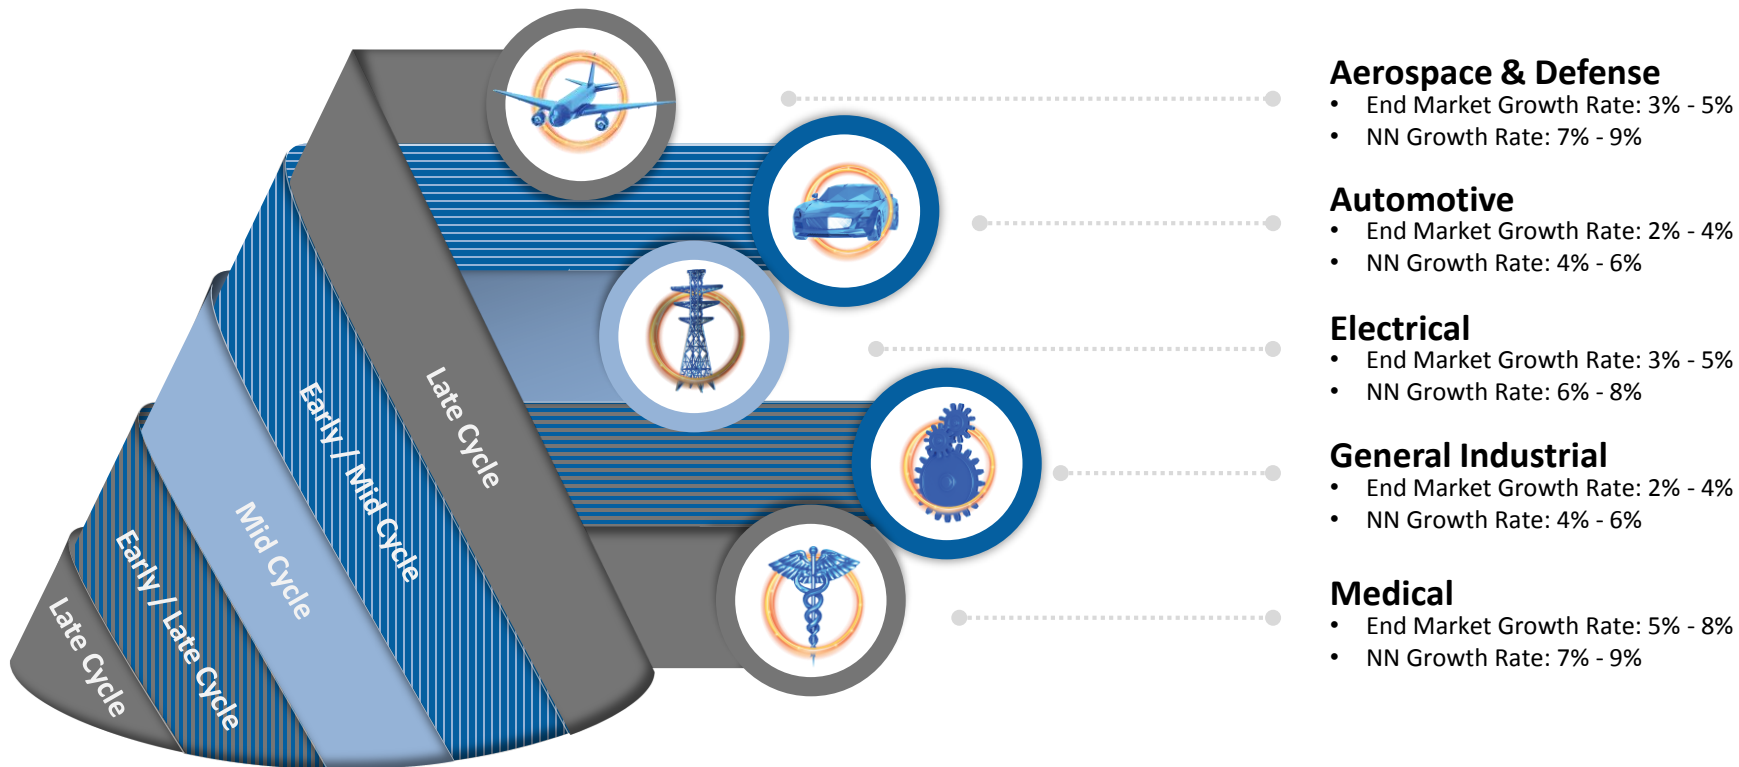 Aerospace & Defense
• End Market Growth Rate: 3% - 5%
• NN Growth Rate: 7% - 9%
Automotive
• End Market Growth Rate: 2% - 4%
• NN Growth Rate: 4% - 6%
Electrical
• End Market Growth Rate: 3% - 5%
• NN Growth Rate: 6% - 8%
General Industrial
• End Market Growth Rate: 2% - 4%
• NN Growth Rate: 4% - 6%
Medical
• End Market Growth Rate: 5% - 8%
• NN Growth Rate: 7% - 9%
Late Cycle
Early / Mid Cycle
Mid Cycle
Early / Late Cycle
Late Cycle